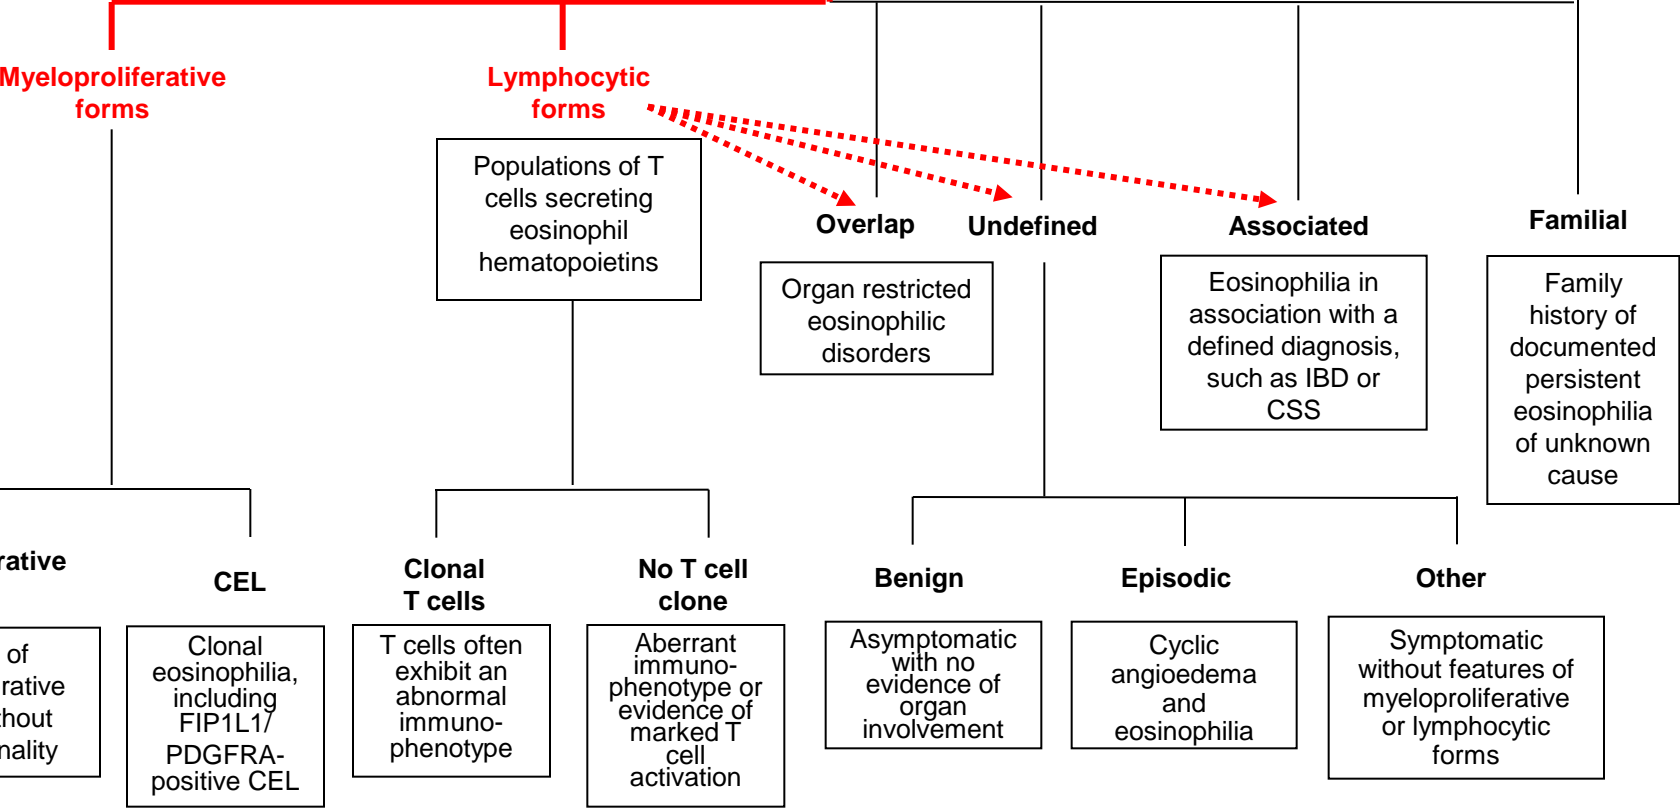 Myeloproliferative
forms
Lymphocytic
forms
Populations of T
cells secreting
eosinophil
hematopoietins
Overlap
Organ restricted
eosinophilic
disorders
Undefined
Associated
Eosinophilia in
association with a
defined diagnosis,
such as IBD or
CSS
Familial
Family
history of
documented
persistent
eosinophilia
of unknown
cause
rative
of
rative
hout
nality
CEL
Clonal
eosinophilia,
including
FIP1L1/
PDGFRA-
positive CEL
Clonal
T cells
T cells often
exhibit an
abnormal
immuno-
phenotype
No T cell
clone
Aberrant
immuno-
phenotype or
evidence of
marked T
cell
activation
Benign
Asymptomatic
with no
evidence of
organ
involvement
Episodic
Cyclic
angioedema
and
eosinophilia
Other
Symptomatic
without features of
myeloproliferative
or lymphocytic
forms